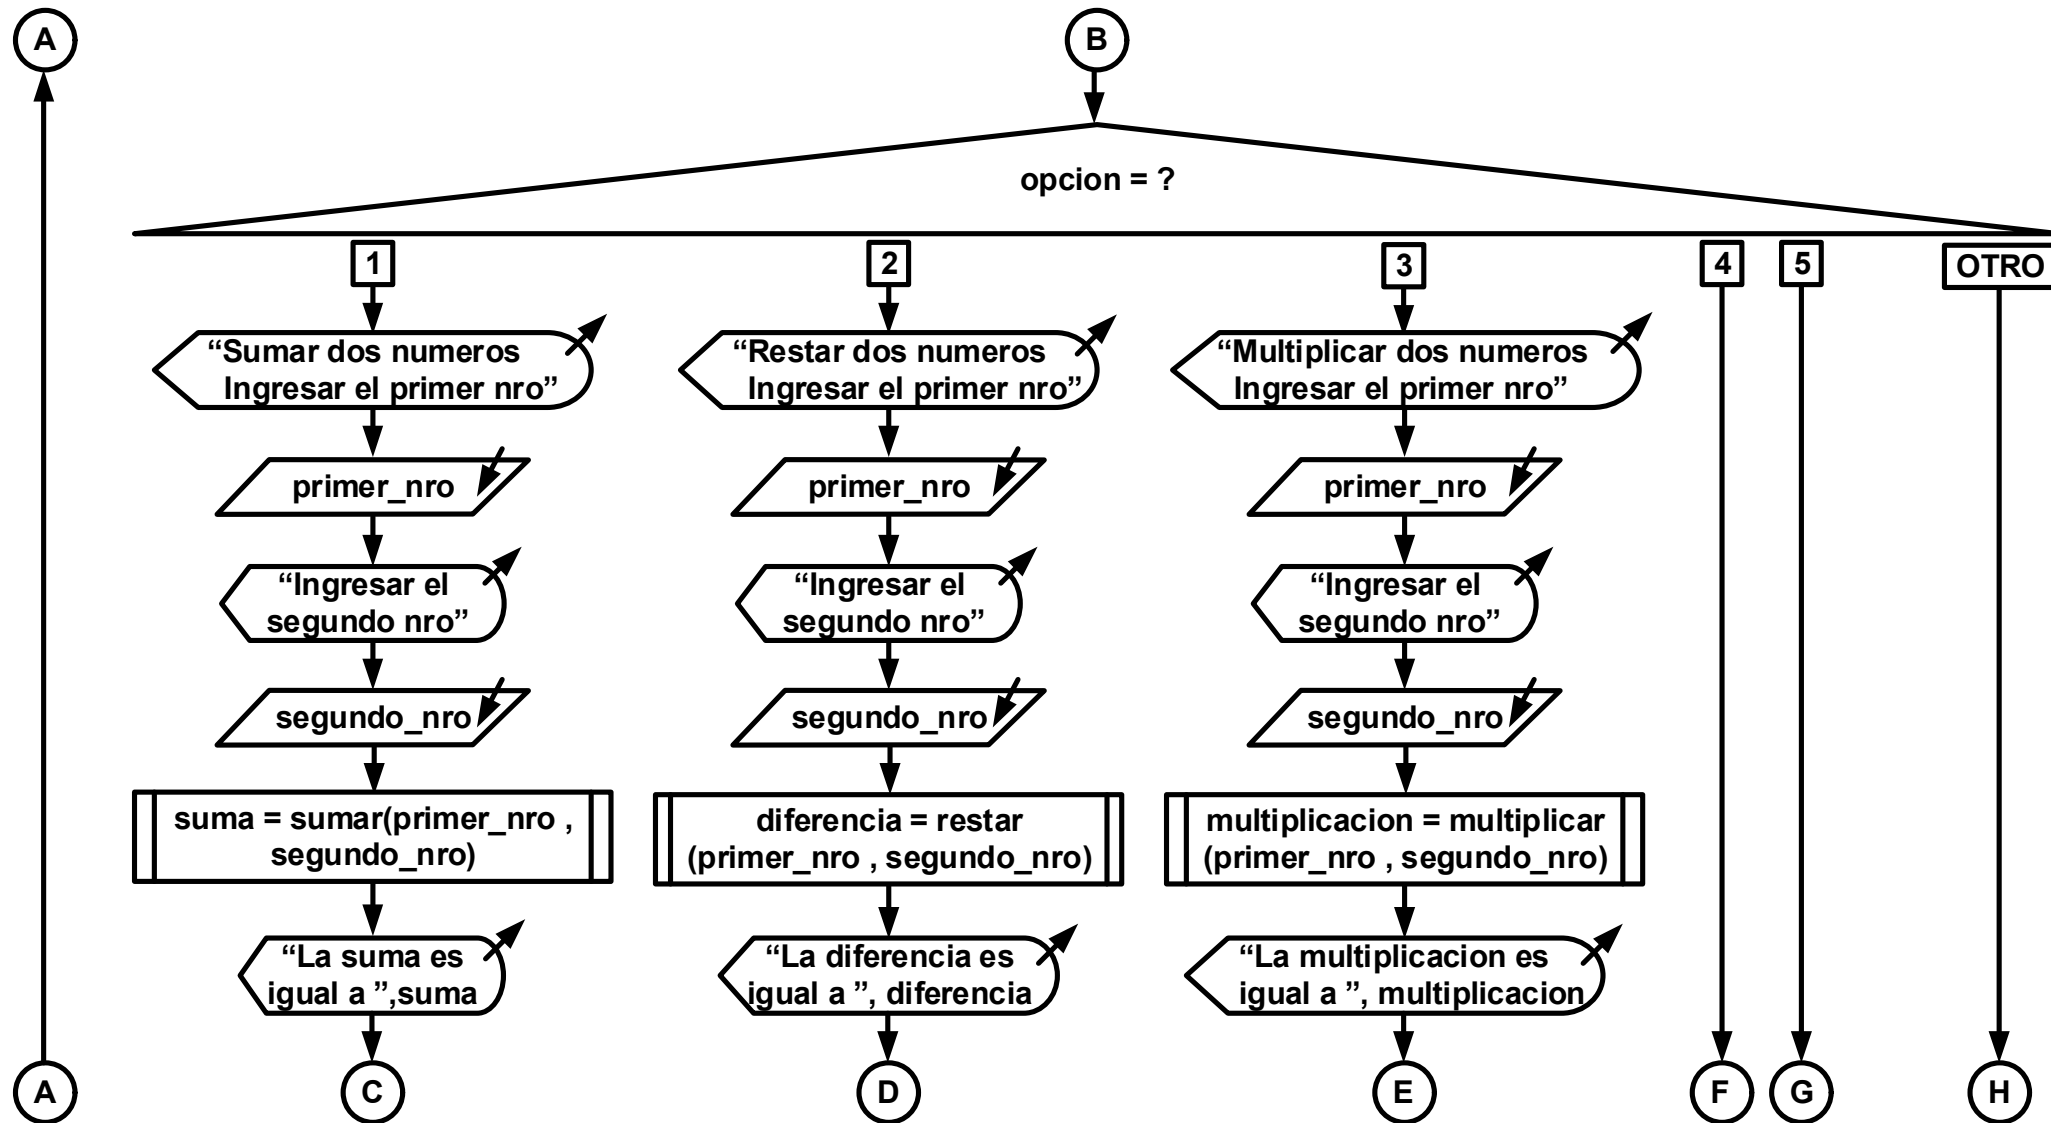 A
B
opcion = ?
1
2
3
4
5
OTRO
“Sumar dos numeros
Ingresar el primer nro”
“Restar dos numeros
Ingresar el primer nro”
“Multiplicar dos numeros
Ingresar el primer nro”
primer_nro
primer_nro
primer_nro
“Ingresar el
segundo nro”
“Ingresar el
segundo nro”
“Ingresar el
segundo nro”
segundo_nro
segundo_nro
segundo_nro
suma = sumar(primer_nro ,
segundo_nro)
diferencia = restar
(primer_nro , segundo_nro)
multiplicacion = multiplicar
(primer_nro , segundo_nro)
“La suma es
igual a ”,suma
“La diferencia es
igual a ”, diferencia
“La multiplicacion es
igual a ”, multiplicacion
A
C
D
E
F
G
H